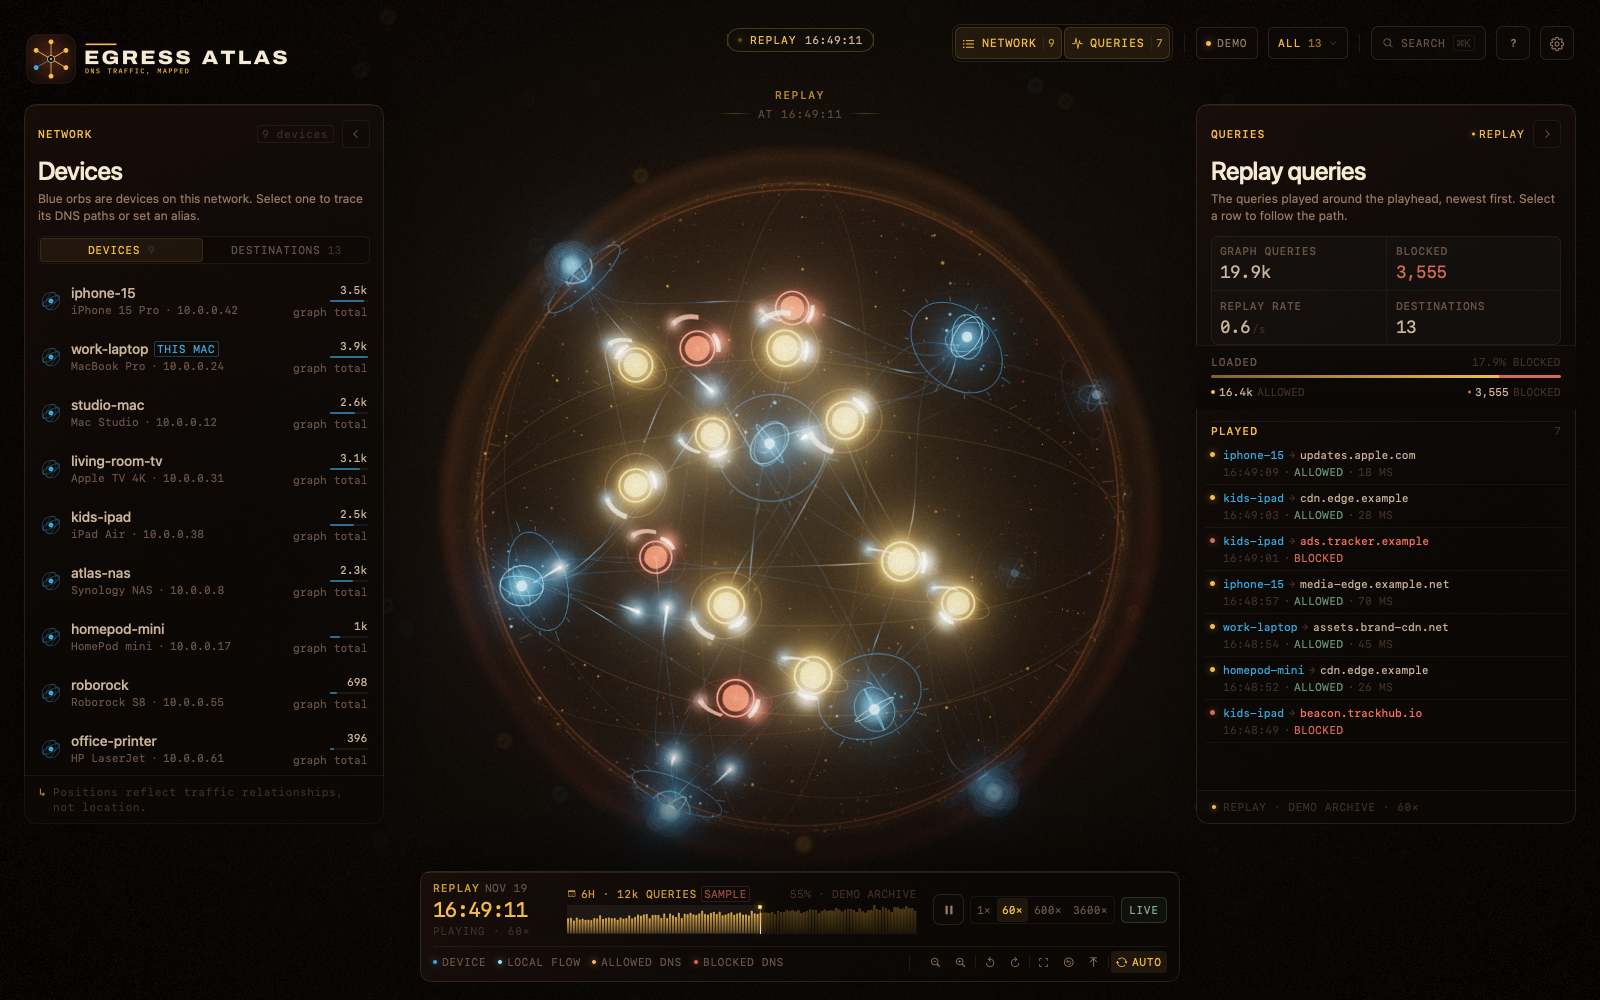 EGRESS ATLAS
DNS TRAFFIC, MAPPED
REPLAY 16:49:11
NETWORK 9
QUERIES 7
DEMO
ALL 13
SEARCH ⌘K
?
REPLAY
AT 16:49:11
NETWORK
9 devices
Devices
Blue orbs are devices on this network. Select one to trace
its DNS paths or set an alias.
DEVICES 9
DESTINATIONS 13
iphone-15 3.5k
iPhone 15 Pro · 10.0.0.42 graph total
work-laptop THIS MAC 3.9k
MacBook Pro · 10.0.0.24 graph total
studio-mac 2.6k
Mac Studio · 10.0.0.12 graph total
living-room-tv 3.1k
Apple TV 4K · 10.0.0.31 graph total
kids-ipad 2.5k
iPad Air · 10.0.0.38 graph total
atlas-nas 2.3k
Synology NAS · 10.0.0.8 graph total
homepod-mini 1k
HomePod mini · 10.0.0.17 graph total
roborock 698
Roborock S8 · 10.0.0.55 graph total
office-printer 396
HP LaserJet · 10.0.0.61 graph total
↳ Positions reflect traffic relationships,
not location.
QUERIES
REPLAY
Replay queries
The queries played around the playhead, newest first. Select
a row to follow the path.
GRAPH QUERIES
19.9k
BLOCKED
3,555
REPLAY RATE
0.6/s
DESTINATIONS
13
LOADED 17.9% BLOCKED
16.4k ALLOWED 3,555 BLOCKED
PLAYED 7
iphone-15 → updates.apple.com
16:49:09 · ALLOWED · 18 MS
kids-ipad → cdn.edge.example
16:49:03 · ALLOWED · 28 MS
kids-ipad → ads.tracker.example
16:49:01 · BLOCKED
iphone-15 → media-edge.example.net
16:48:57 · ALLOWED · 70 MS
work-laptop → assets.brand-cdn.net
16:48:54 · ALLOWED · 45 MS
homepod-mini → cdn.edge.example
16:48:52 · ALLOWED · 26 MS
kids-ipad → beacon.trackhub.io
16:48:49 · BLOCKED
REPLAY · DEMO ARCHIVE · 60×
REPLAY NOV 19
16:49:11
PLAYING · 60×
6H · 12k QUERIES SAMPLE
55% · DEMO ARCHIVE
1× 60× 600× 3600×
LIVE
DEVICE LOCAL FLOW ALLOWED DNS BLOCKED DNS
AUTO